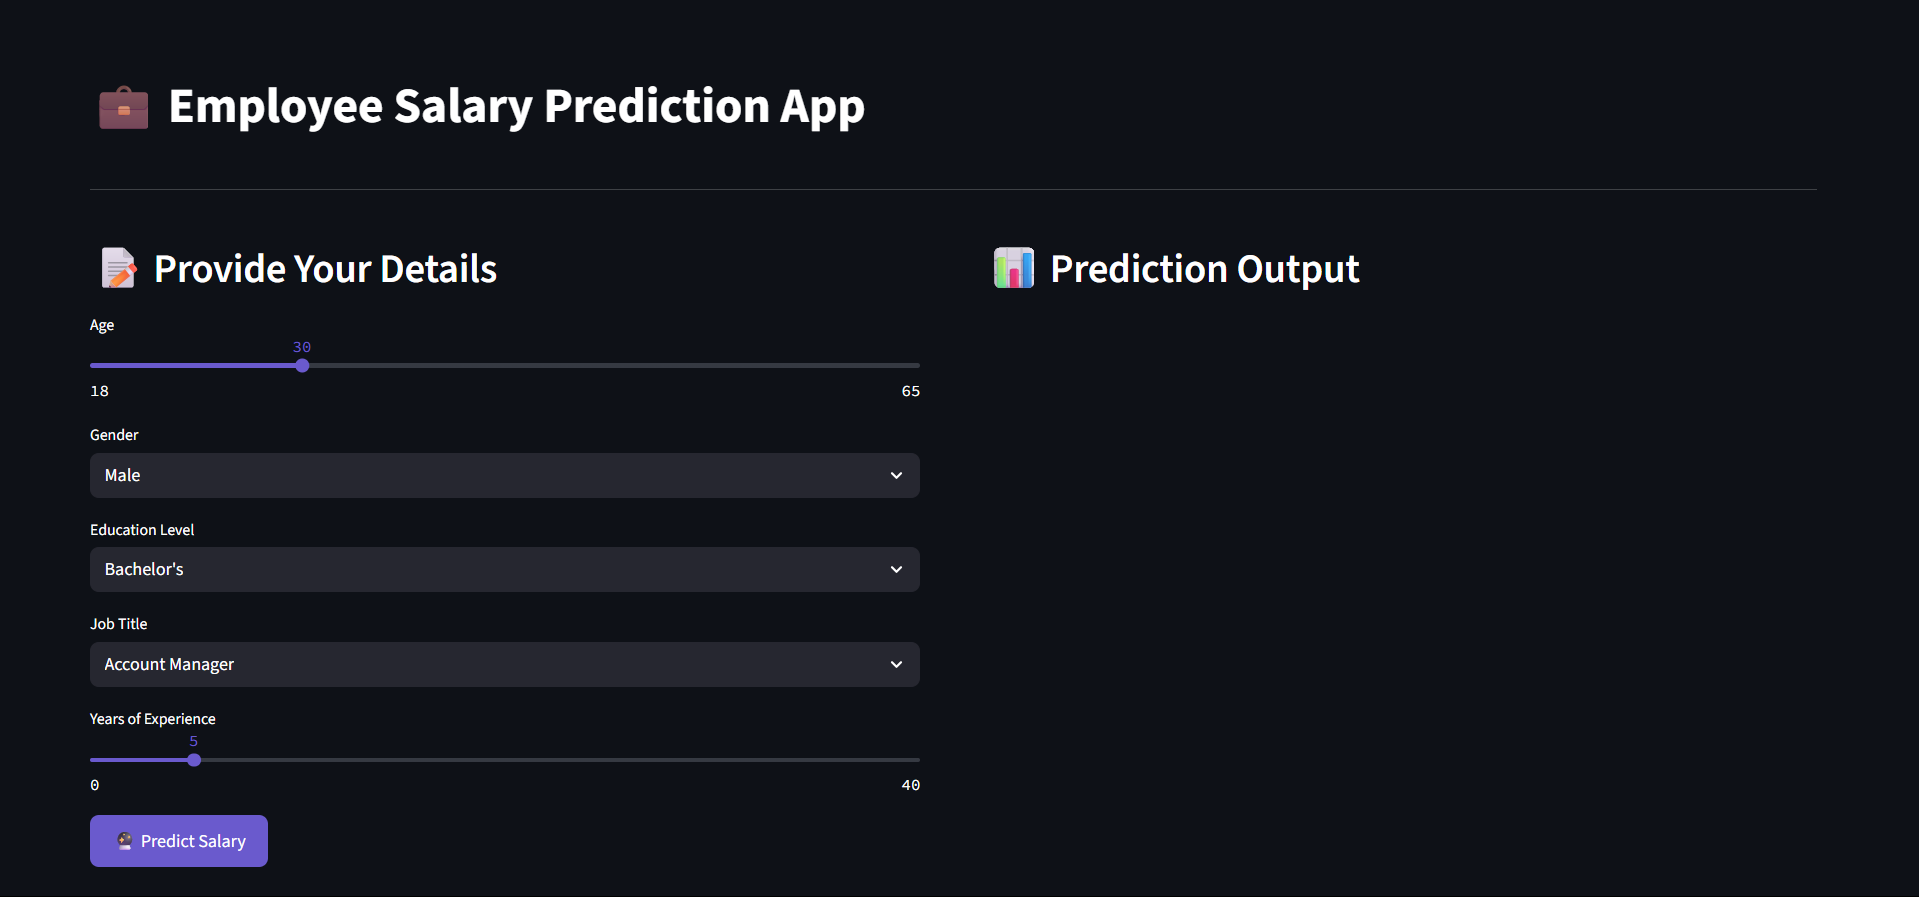 Employee Salary Prediction App
Provide Your Details
Age
30
18 65
Gender
Male
Education Level
Bachelor's
Job Title
Account Manager
Years of Experience
5
0 40
Predict Salary
Prediction Output